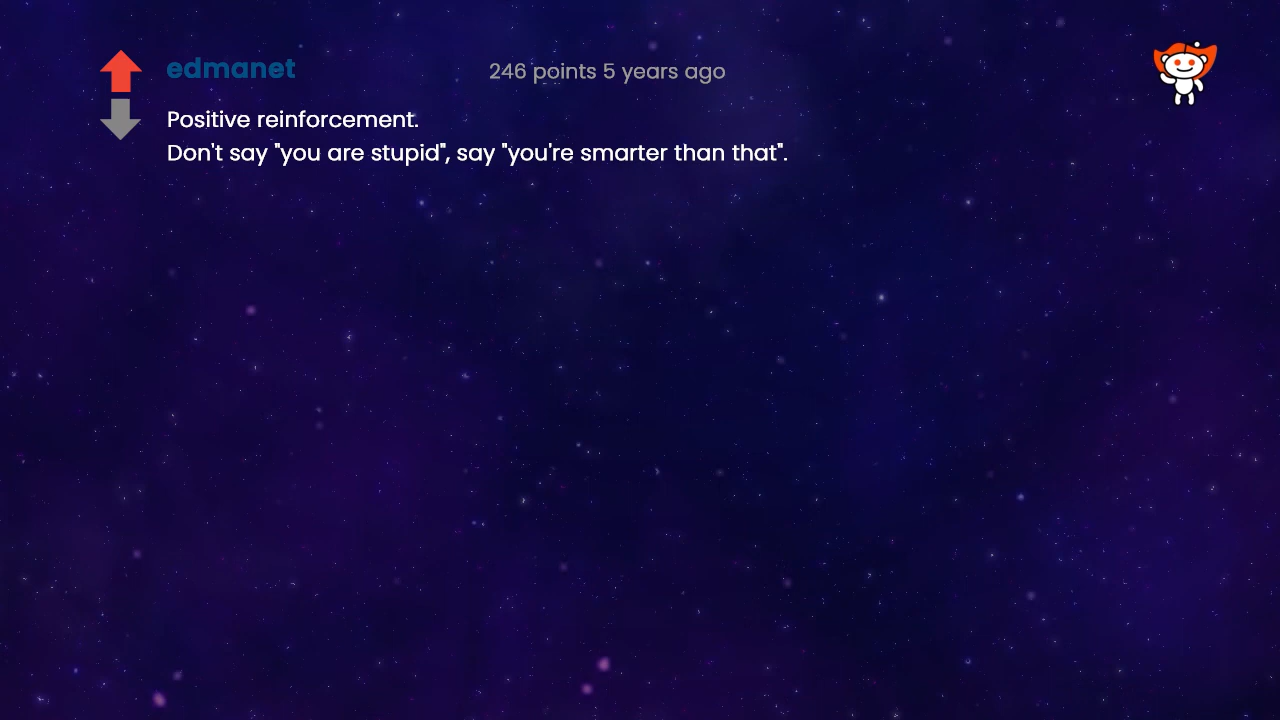 edmanet 246 points 5 years ago
Positive reinforcement.
Don't say "you are stupid", say "you're smarter than that".